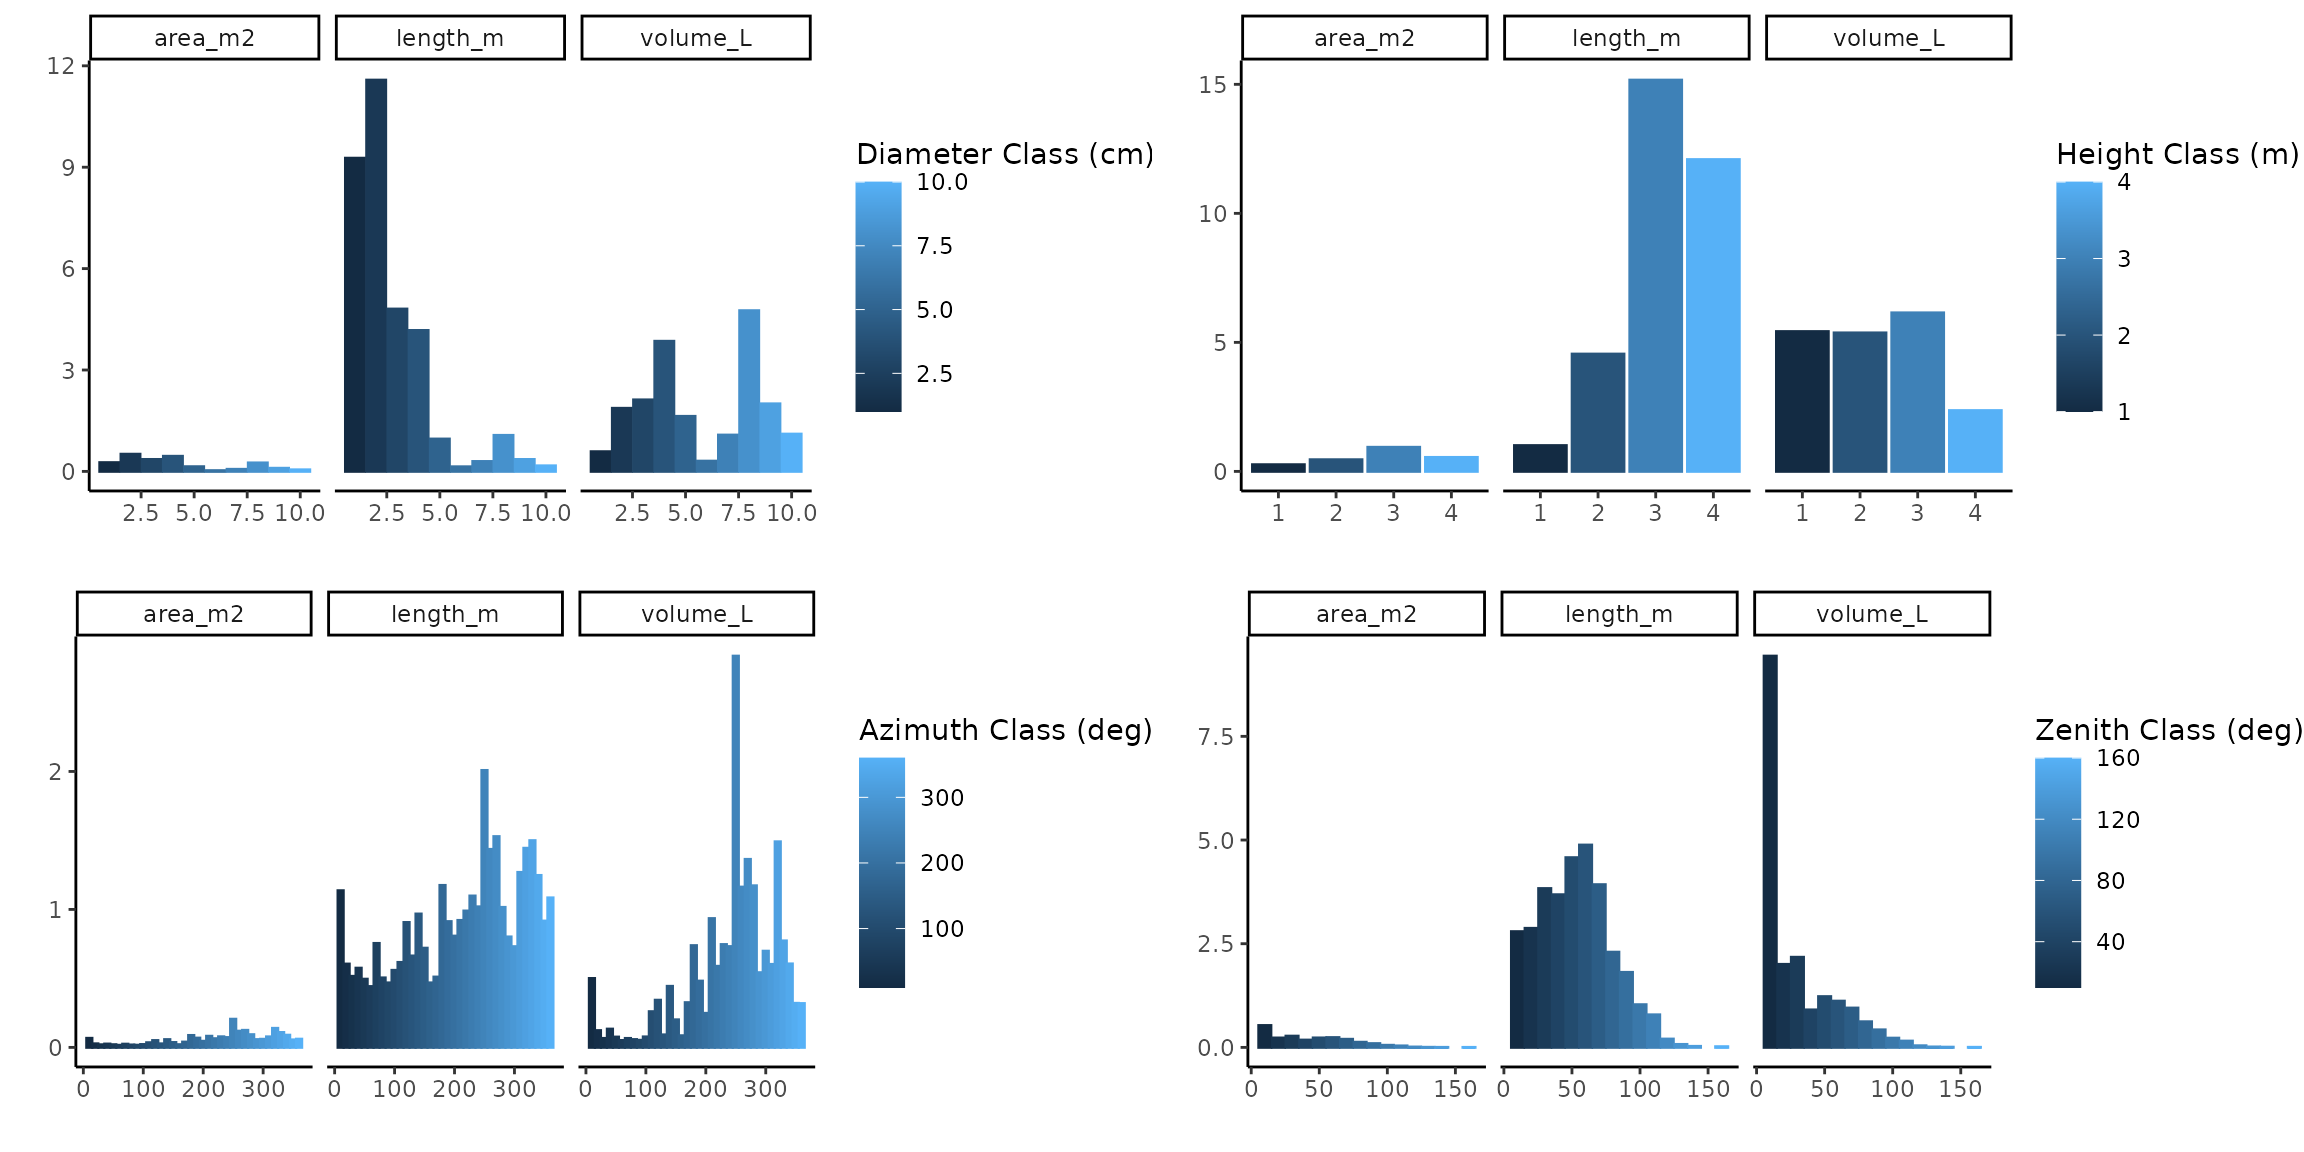 area_m2 length_m volume_L
12
9
6
3
0
2.5 5.0 7.5 10.0 2.5 5.0 7.5 10.0 2.5 5.0 7.5 10.0
Diameter Class (cm)
10.0
7.5
5.0
2.5
area_m2 length_m volume_L
15
10
5
0
1 2 3 4 1 2 3 4 1 2 3 4
Height Class (m)
4
3
2
1
area_m2 length_m volume_L
2
1
0
0 100 200 300 0 100 200 300 0 100 200 300
Azimuth Class (deg)
300
200
100
area_m2 length_m volume_L
7.5
5.0
2.5
0.0
0 50 100 150 0 50 100 150 0 50 100 150
Zenith Class (deg)
160
120
80
40